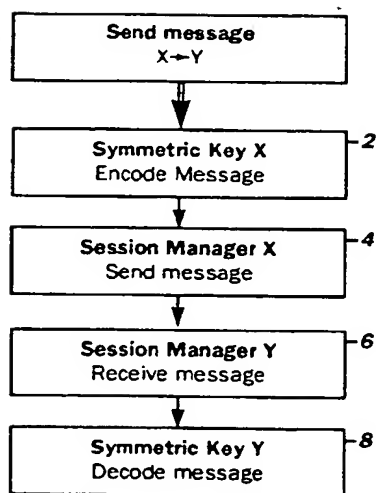 Send message
X→Y
Symmetric Key X
Encode Message
2
Session Manager X
Send message
4
Session Manager Y
Receive message
6
Symmetric Key Y
Decode message
8